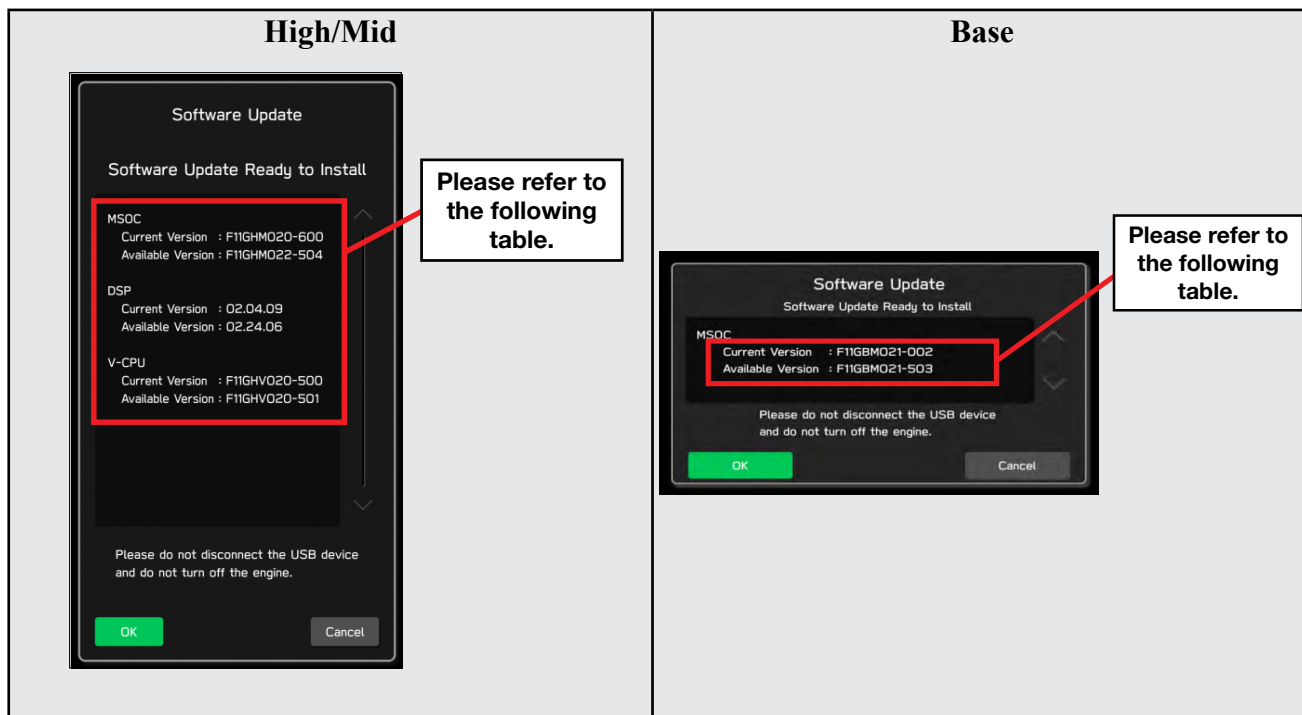 High/Mid
Software Update
Software Update Ready to Install
MSOC
Current Version : F11GHM020-600
Available Version : F11GHM022-504
DSP
Current Version : 02.04.09
Available Version : 02.24.06
V-CPU
Current Version : F11GHV020-500
Available Version : F11GHV020-501
Please do not disconnect the USB device
and do not turn off the engine.
OK
Cancel
Please refer to
the following
table.
Base
Software Update
Software Update Ready to Install
MSOC
Current Version : F11GBM021-002
Available Version : F11GBM021-503
Please do not disconnect the USB device
and do not turn off the engine.
OK
Cancel
Please refer to
the following
table.